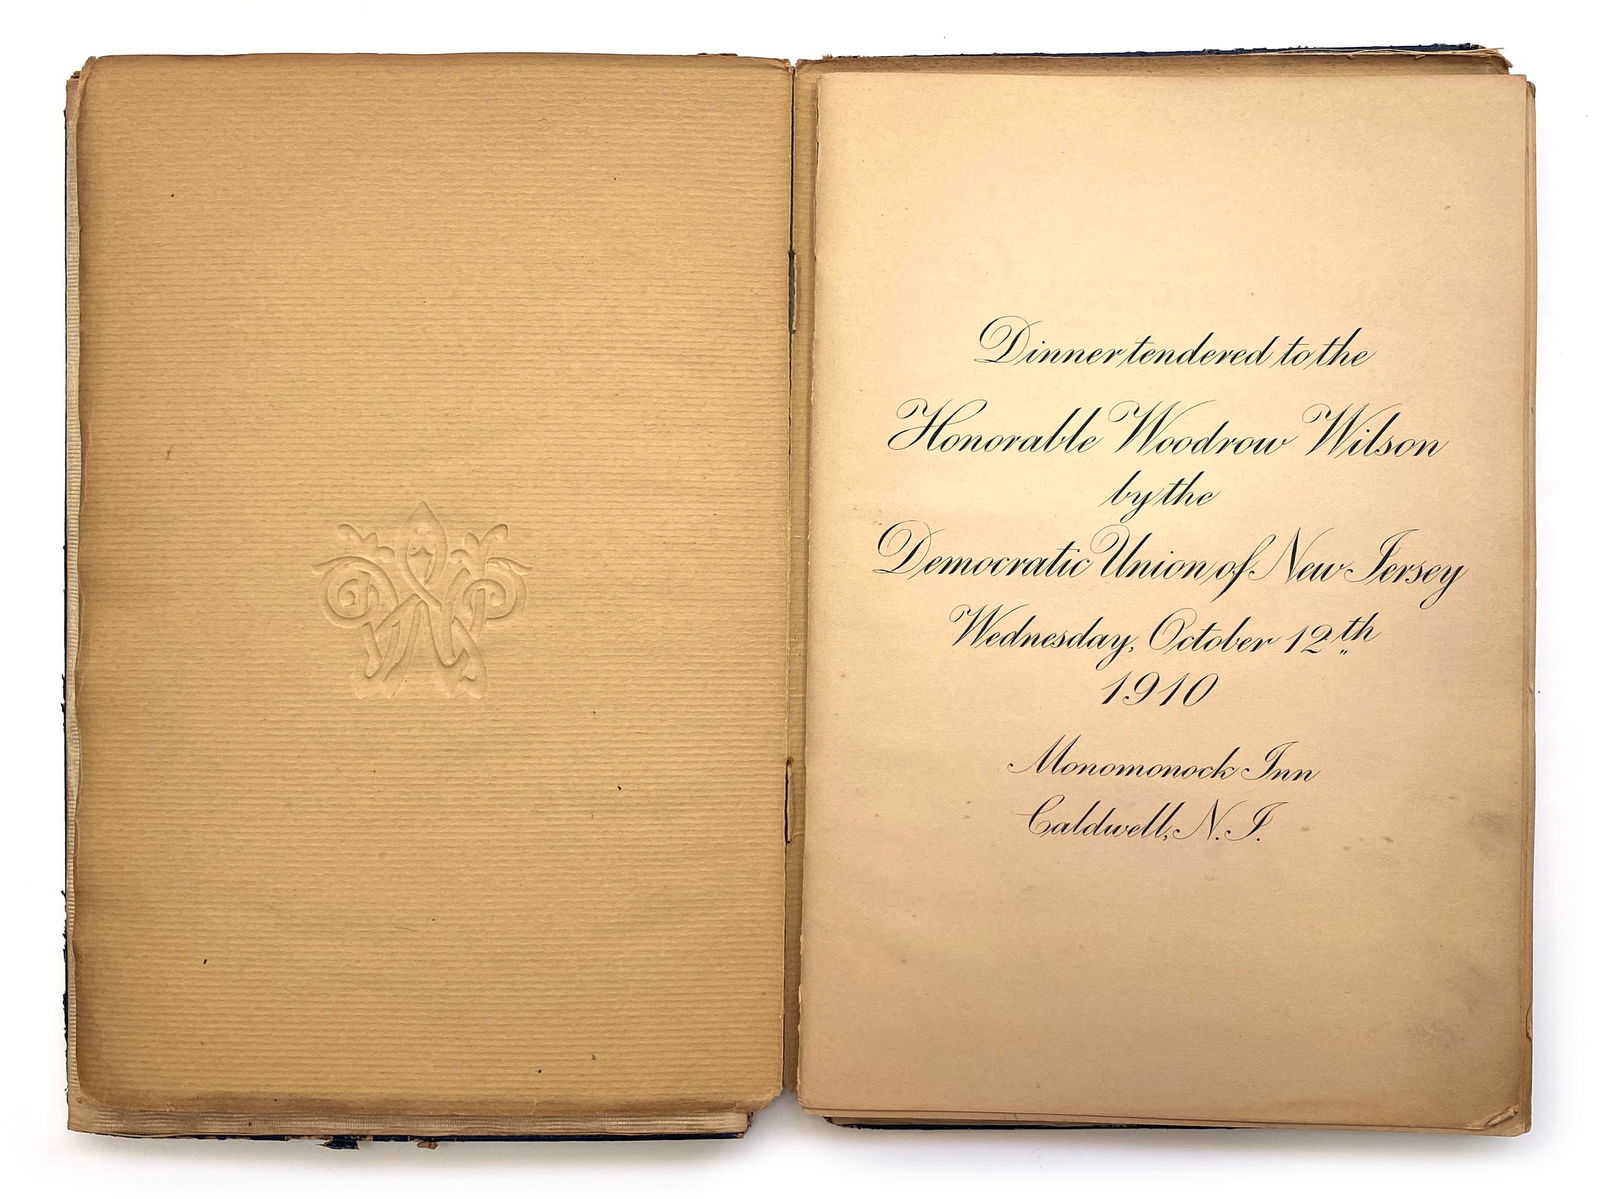 Dinner tendered to the
Honorable Woodrow Wilson
by the
Democratic Union of New Jersey
Wednesday, October 12th
1910
Monomonock Inn
Caldwell, N. J.